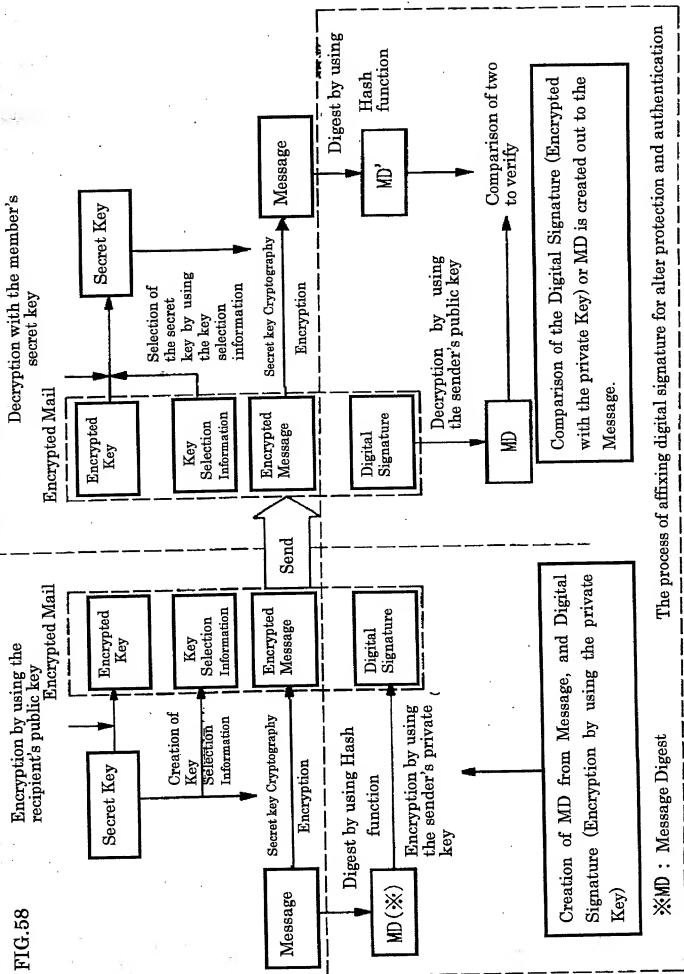 FIG.58
Encryption by using the
recipient's public key
Secret Key
Creation of
Key
Selection
Information
Message
Secret key Cryptography
Encryption
Digest by using Hash
function
MD(※)
Encryption by using
the sender's private
key
Encrypted Mail
Encrypted
Key
Key
Selection
Information
Encrypted
Message
Digital
Signature
Send
Creation of MD from Message, and Digital
Signature (Encryption by using the private
Key)
※MD : Message Digest
Decryption with the member's
secret key
Encrypted Mail
Encrypted
Key
Key
Selection
Information
Encrypted
Message
Digital
Signature
Secret Key
Selection of
the secret
key by using
the key
selection
information
Secret key Cryptography
Encryption
Message
Digest by using
Hash
function
MD'
Decryption by using
the sender's public key
MD
Comparison of two
to verify
Comparison of the Digital Signature (Encrypted
with the private Key) or MD is created out to the
Message.
The process of affixing digital signature for alter protection and authentication